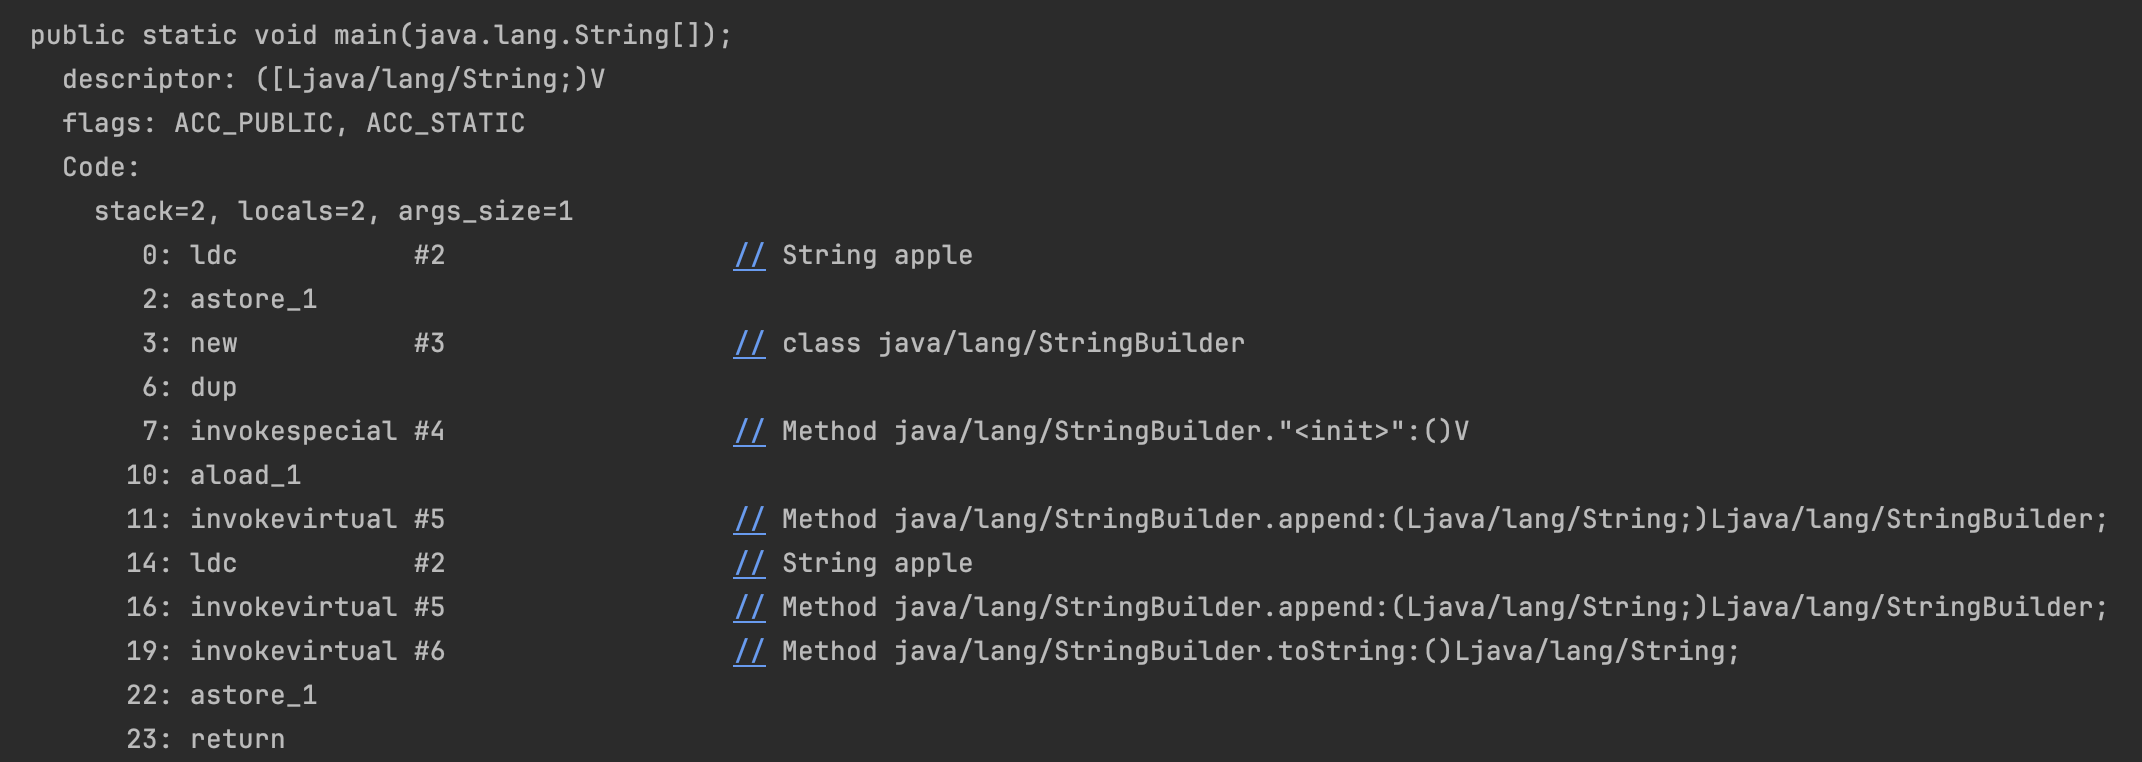 public static void main(java.lang.String[]);
  descriptor: ([Ljava/lang/String;)V
  flags: ACC_PUBLIC, ACC_STATIC
  Code:
    stack=2, locals=2, args_size=1
       0: ldc           #2                  // String apple
       2: astore_1
       3: new           #3                  // class java/lang/StringBuilder
       6: dup
       7: invokespecial #4                  // Method java/lang/StringBuilder."<init>":()V
      10: aload_1
      11: invokevirtual #5                  // Method java/lang/StringBuilder.append:(Ljava/lang/String;)Ljava/lang/StringBuilder;
      14: ldc           #2                  // String apple
      16: invokevirtual #5                  // Method java/lang/StringBuilder.append:(Ljava/lang/String;)Ljava/lang/StringBuilder;
      19: invokevirtual #6                  // Method java/lang/StringBuilder.toString:()Ljava/lang/String;
      22: astore_1
      23: return